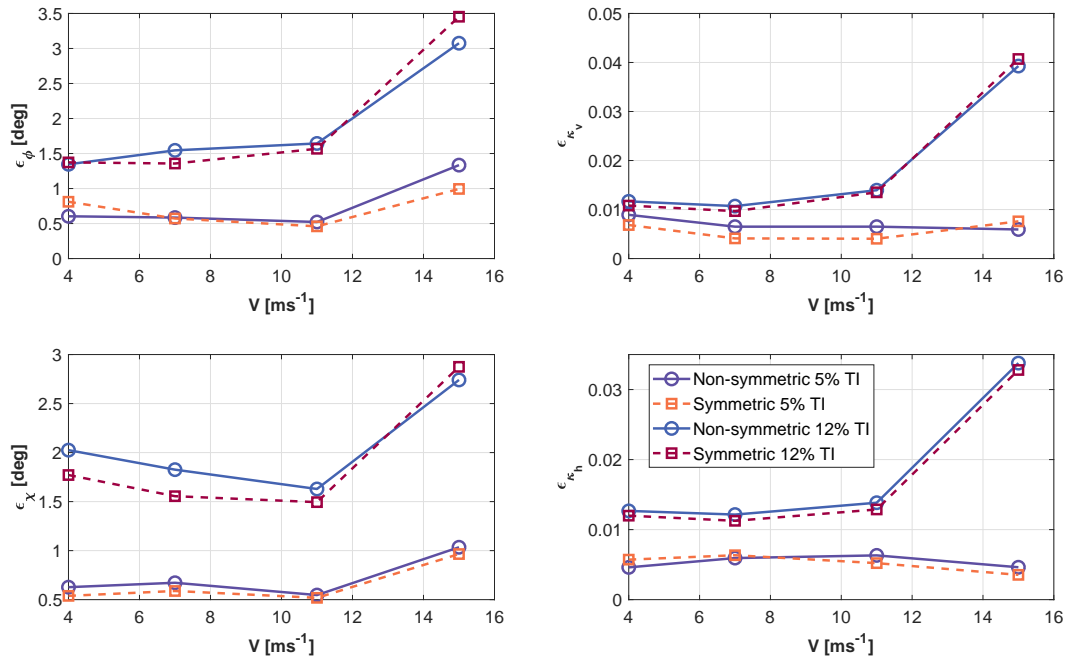 3.5
3
2.5
2
1.5
1
0.5
0
ϵϕ [deg]
4 6 8 10 12 14 16
V [ms-1]
0.05
0.04
0.03
0.02
0.01
0
ϵκv
4 6 8 10 12 14 16
V [ms-1]
3
2.5
2
1.5
1
0.5
ϵχ [deg]
4 6 8 10 12 14 16
V [ms-1]
0.03
0.02
0.01
0
ϵκh
Non-symmetric 5% TI
Symmetric 5% TI
Non-symmetric 12% TI
Symmetric 12% TI
4 6 8 10 12 14 16
V [ms-1]